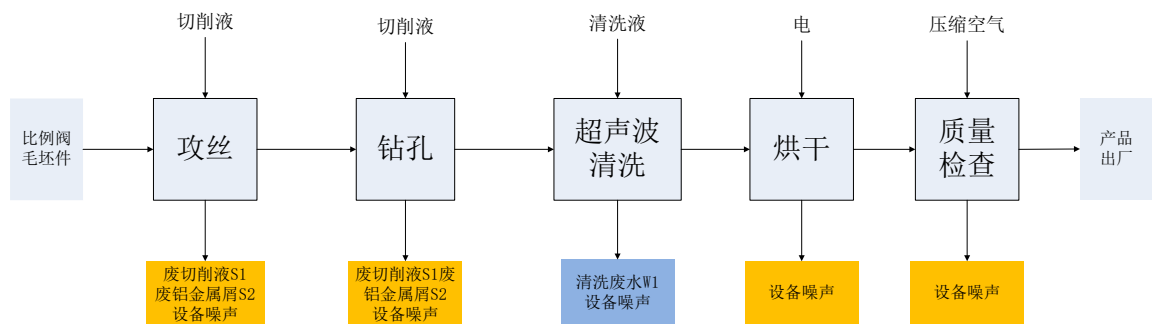 切削液
切削液
清洗液
电
压缩空气
比例阀
毛坯件
攻丝
钻孔
超声波
清洗
烘干
质量
检查
产品
出厂
废切削液S1
废铝金属屑S2
设备噪声
废切削液S1废
铝金属屑S2
设备噪声
清洗废水W1
设备噪声
设备噪声
设备噪声